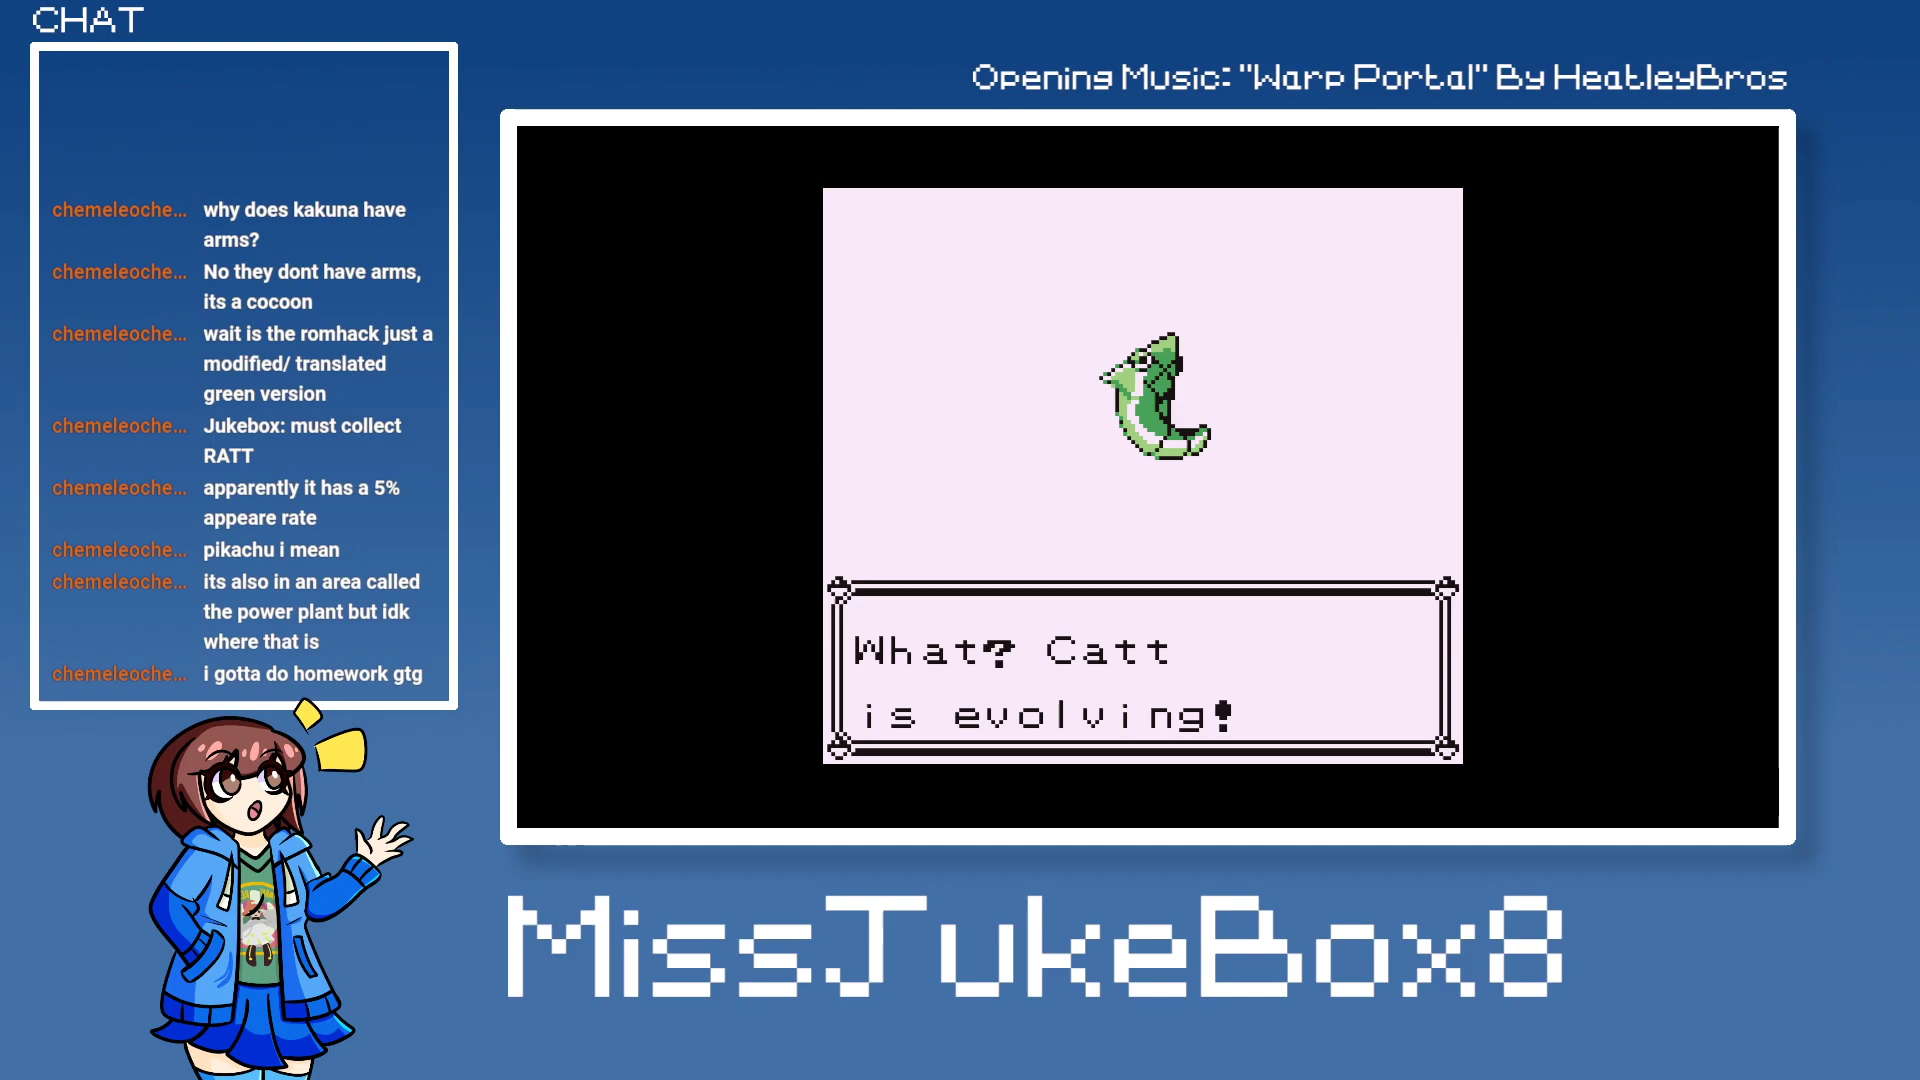 CHAT
Opening Music: "Warp Portal" By HeatleyBros
chemeleoche... why does kakuna have
arms?
chemeleoche... No they dont have arms,
its a cocoon
chemeleoche... wait is the romhack just a
modified/ translated
green version
chemeleoche... Jukebox: must collect
RATT
chemeleoche... apparently it has a 5%
appeare rate
chemeleoche... pikachu i mean
chemeleoche... its also in an area called
the power plant but idk
where that is
chemeleoche... i gotta do homework gtg
What? Catt
is evolving!
MissJukeBox8